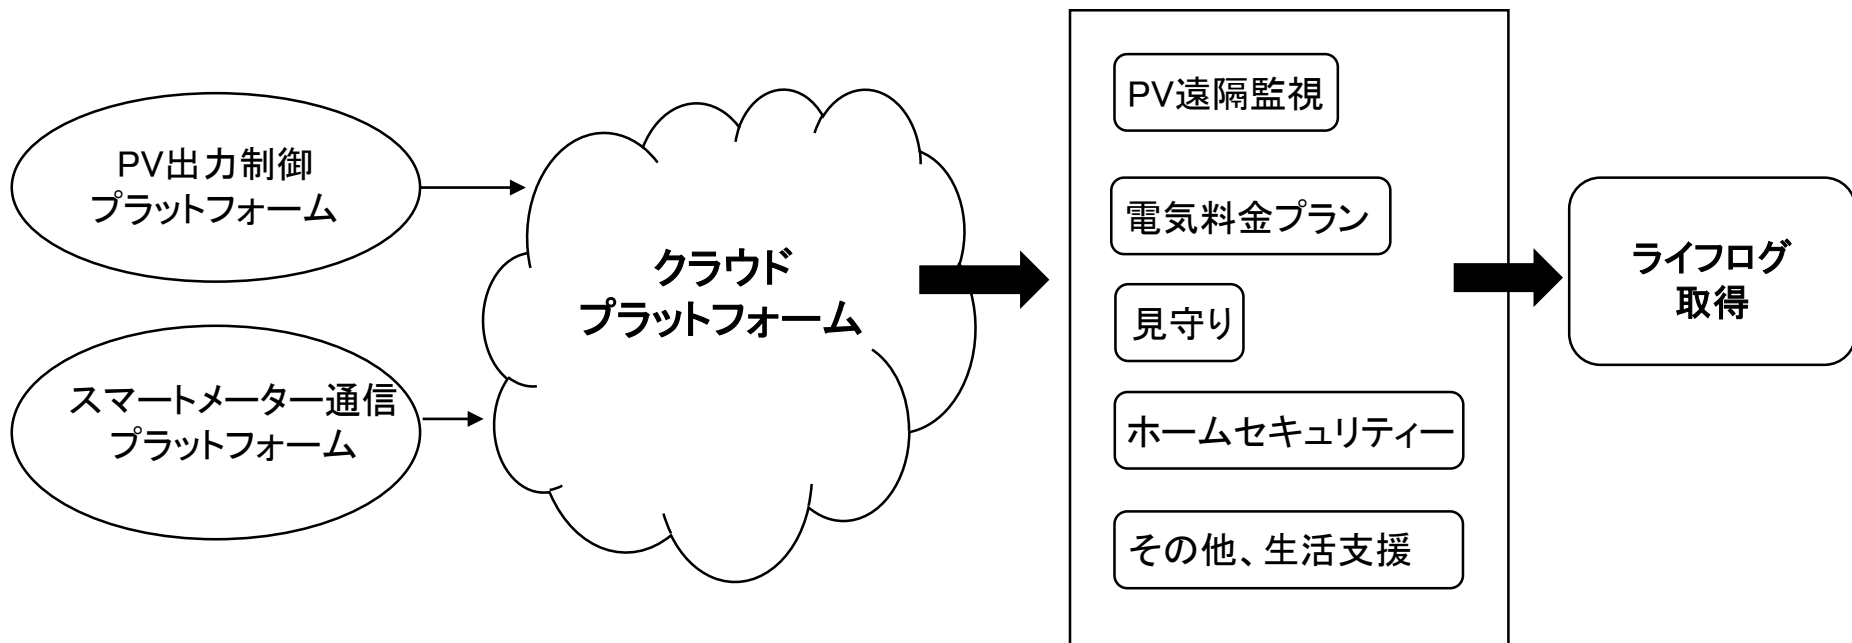 PV出力制御
プラットフォーム
スマートメーター通信
プラットフォーム
クラウド
プラットフォーム
PV遠隔監視
電気料金プラン
見守り
ホームセキュリティー
その他、生活支援
ライフログ
取得